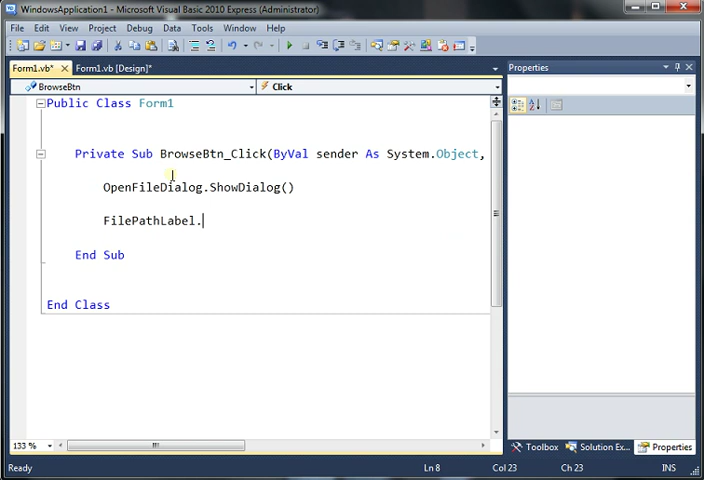 WindowsApplication1 - Microsoft Visual Basic 2010 Express (Administrator)
File Edit View Project Debug Data Tools Window Help
Form1.vb* Form1.vb [Design]*
BrowseBtn Click
Public Class Form1
Private Sub BrowseBtn_Click(ByVal sender As System.Object,
OpenFileDialog.ShowDialog()
FilePathLabel.
End Sub
End Class
133 %
Properties
Toolbox Solution Ex... Properties
Ready Ln 8 Col 23 Ch 23 INS